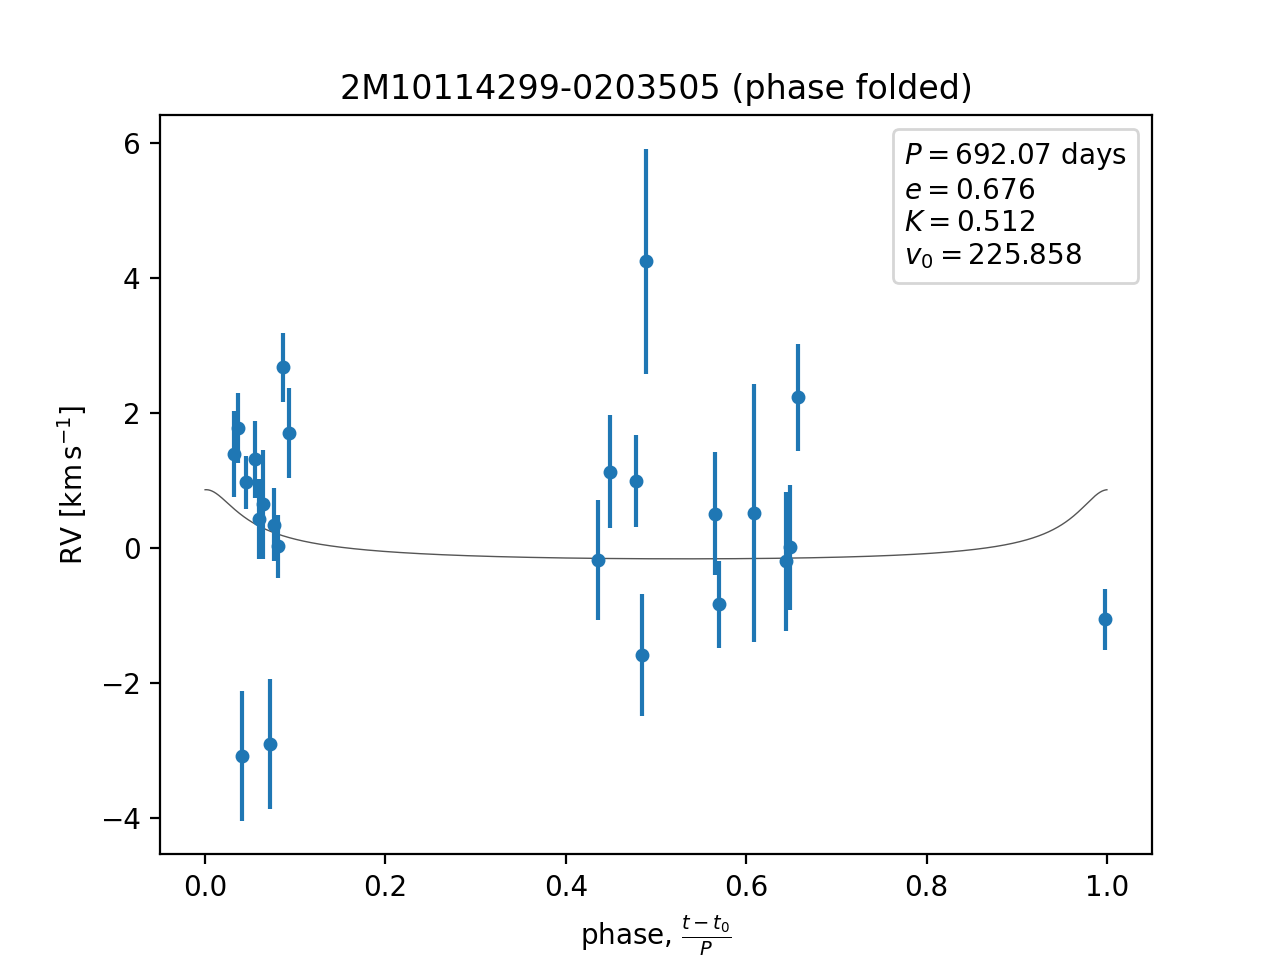 2M10114299-0203505 (phase folded)
P = 692.07 days
e = 0.676
K = 0.512
v₀ = 225.858
RV [km s⁻¹]
6
4
2
0
−2
−4
0.0 0.2 0.4 0.6 0.8 1.0
phase, (t − t₀)/P